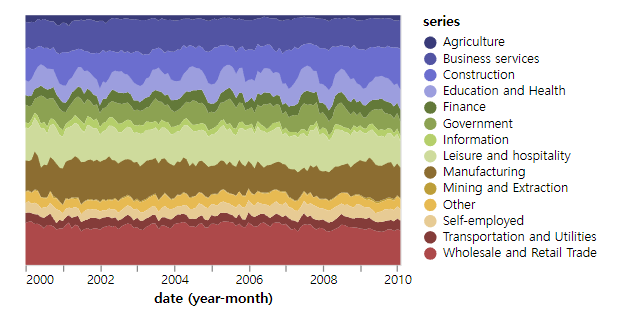 series
Agriculture
Business services
Construction
Education and Health
Finance
Government
Information
Leisure and hospitality
Manufacturing
Mining and Extraction
Other
Self-employed
Transportation and Utilities
Wholesale and Retail Trade
2000 2002 2004 2006 2008 2010
date (year-month)